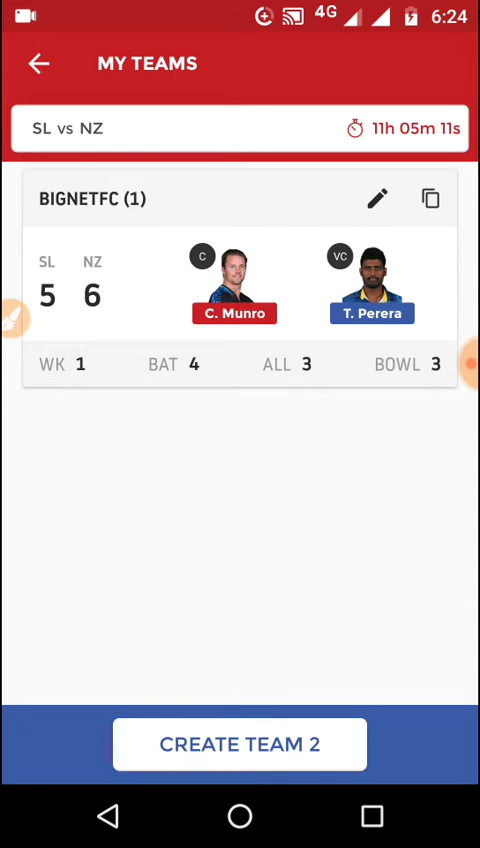 4G 6:24
MY TEAMS
SL vs NZ 11h 05m 11s
BIGNETFC (1)
SL NZ C VC
5 6
C. Munro T. Perera
WK 1 BAT 4 ALL 3 BOWL 3
CREATE TEAM 2